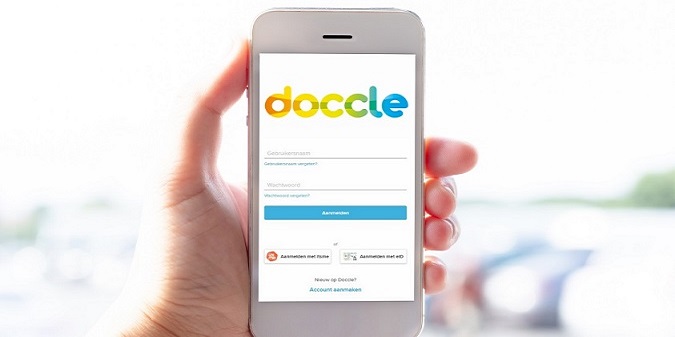 doccle
Gebruikersnaam
Gebruikersnaam vergeten?
Wachtwoord
Wachtwoord vergeten?
Aanmelden
of
Aanmelden met itsme
Aanmelden met eID
Nieuw op Doccle?
Account aanmaken